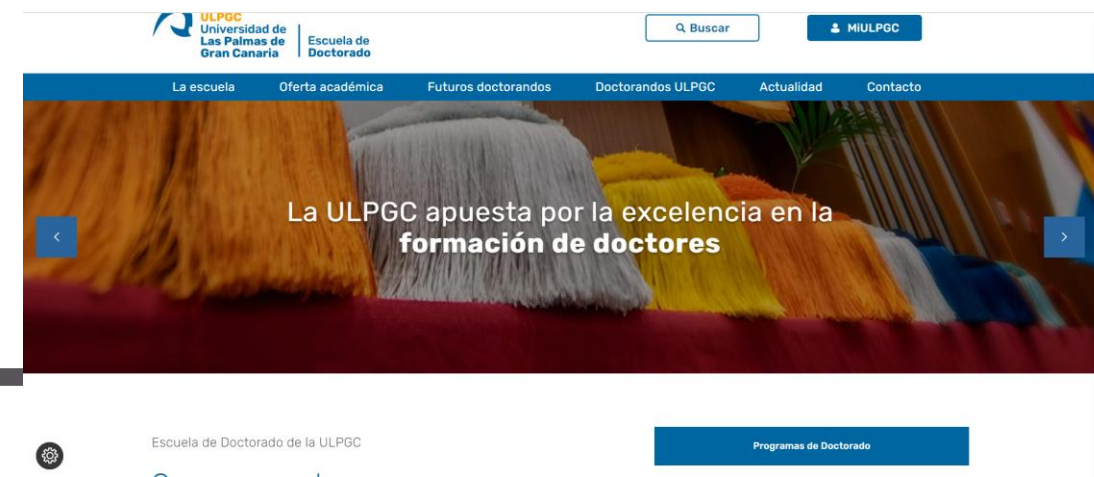 ULPGC
Universidad de
Las Palmas de
Gran Canaria
Escuela de
Doctorado
Buscar
MiULPGC
La escuela
Oferta académica
Futuros doctorandos
Doctorandos ULPGC
Actualidad
Contacto
La ULPGC apuesta por la excelencia en la
formación de doctores
Escuela de Doctorado de la ULPGC
Programas de Doctorado